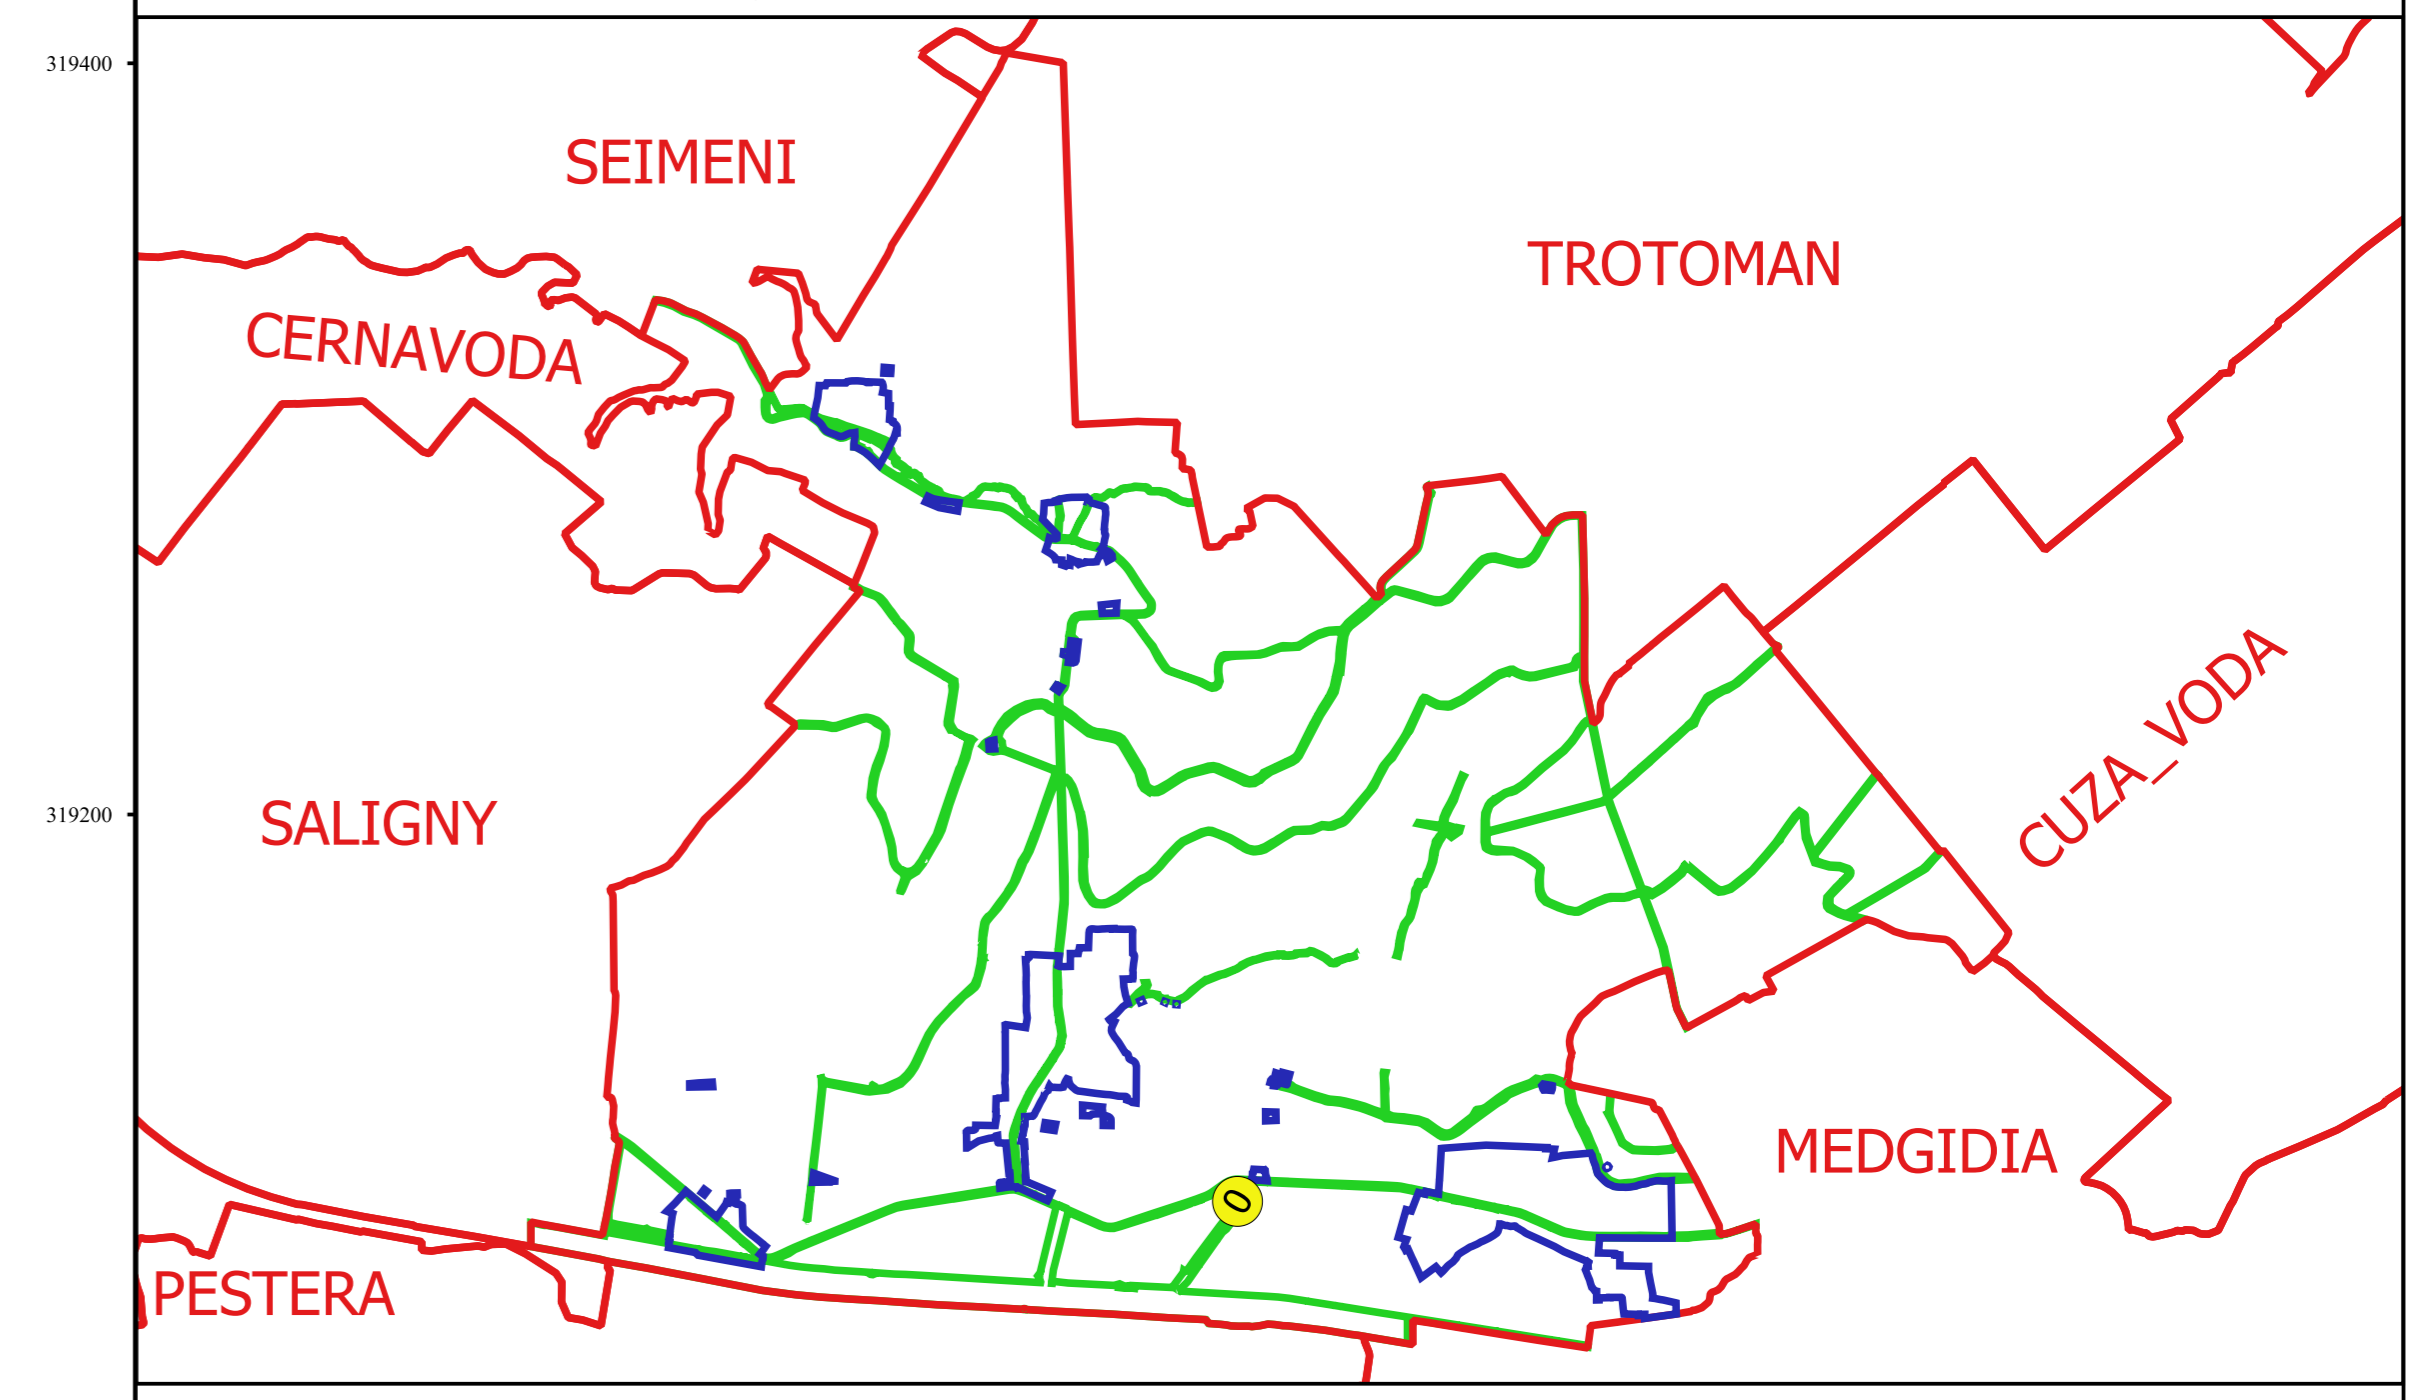 319400
SEIMENI
TROTOMAN
CERNAVODA
CUZA_VODA
319200
SALIGNY
MEDGIDIA
0
PESTERA